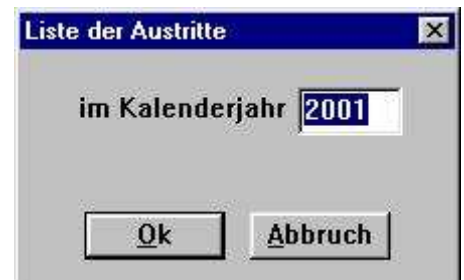 Liste der Austritte
im Kalenderjahr 2001
Ok Abbruch